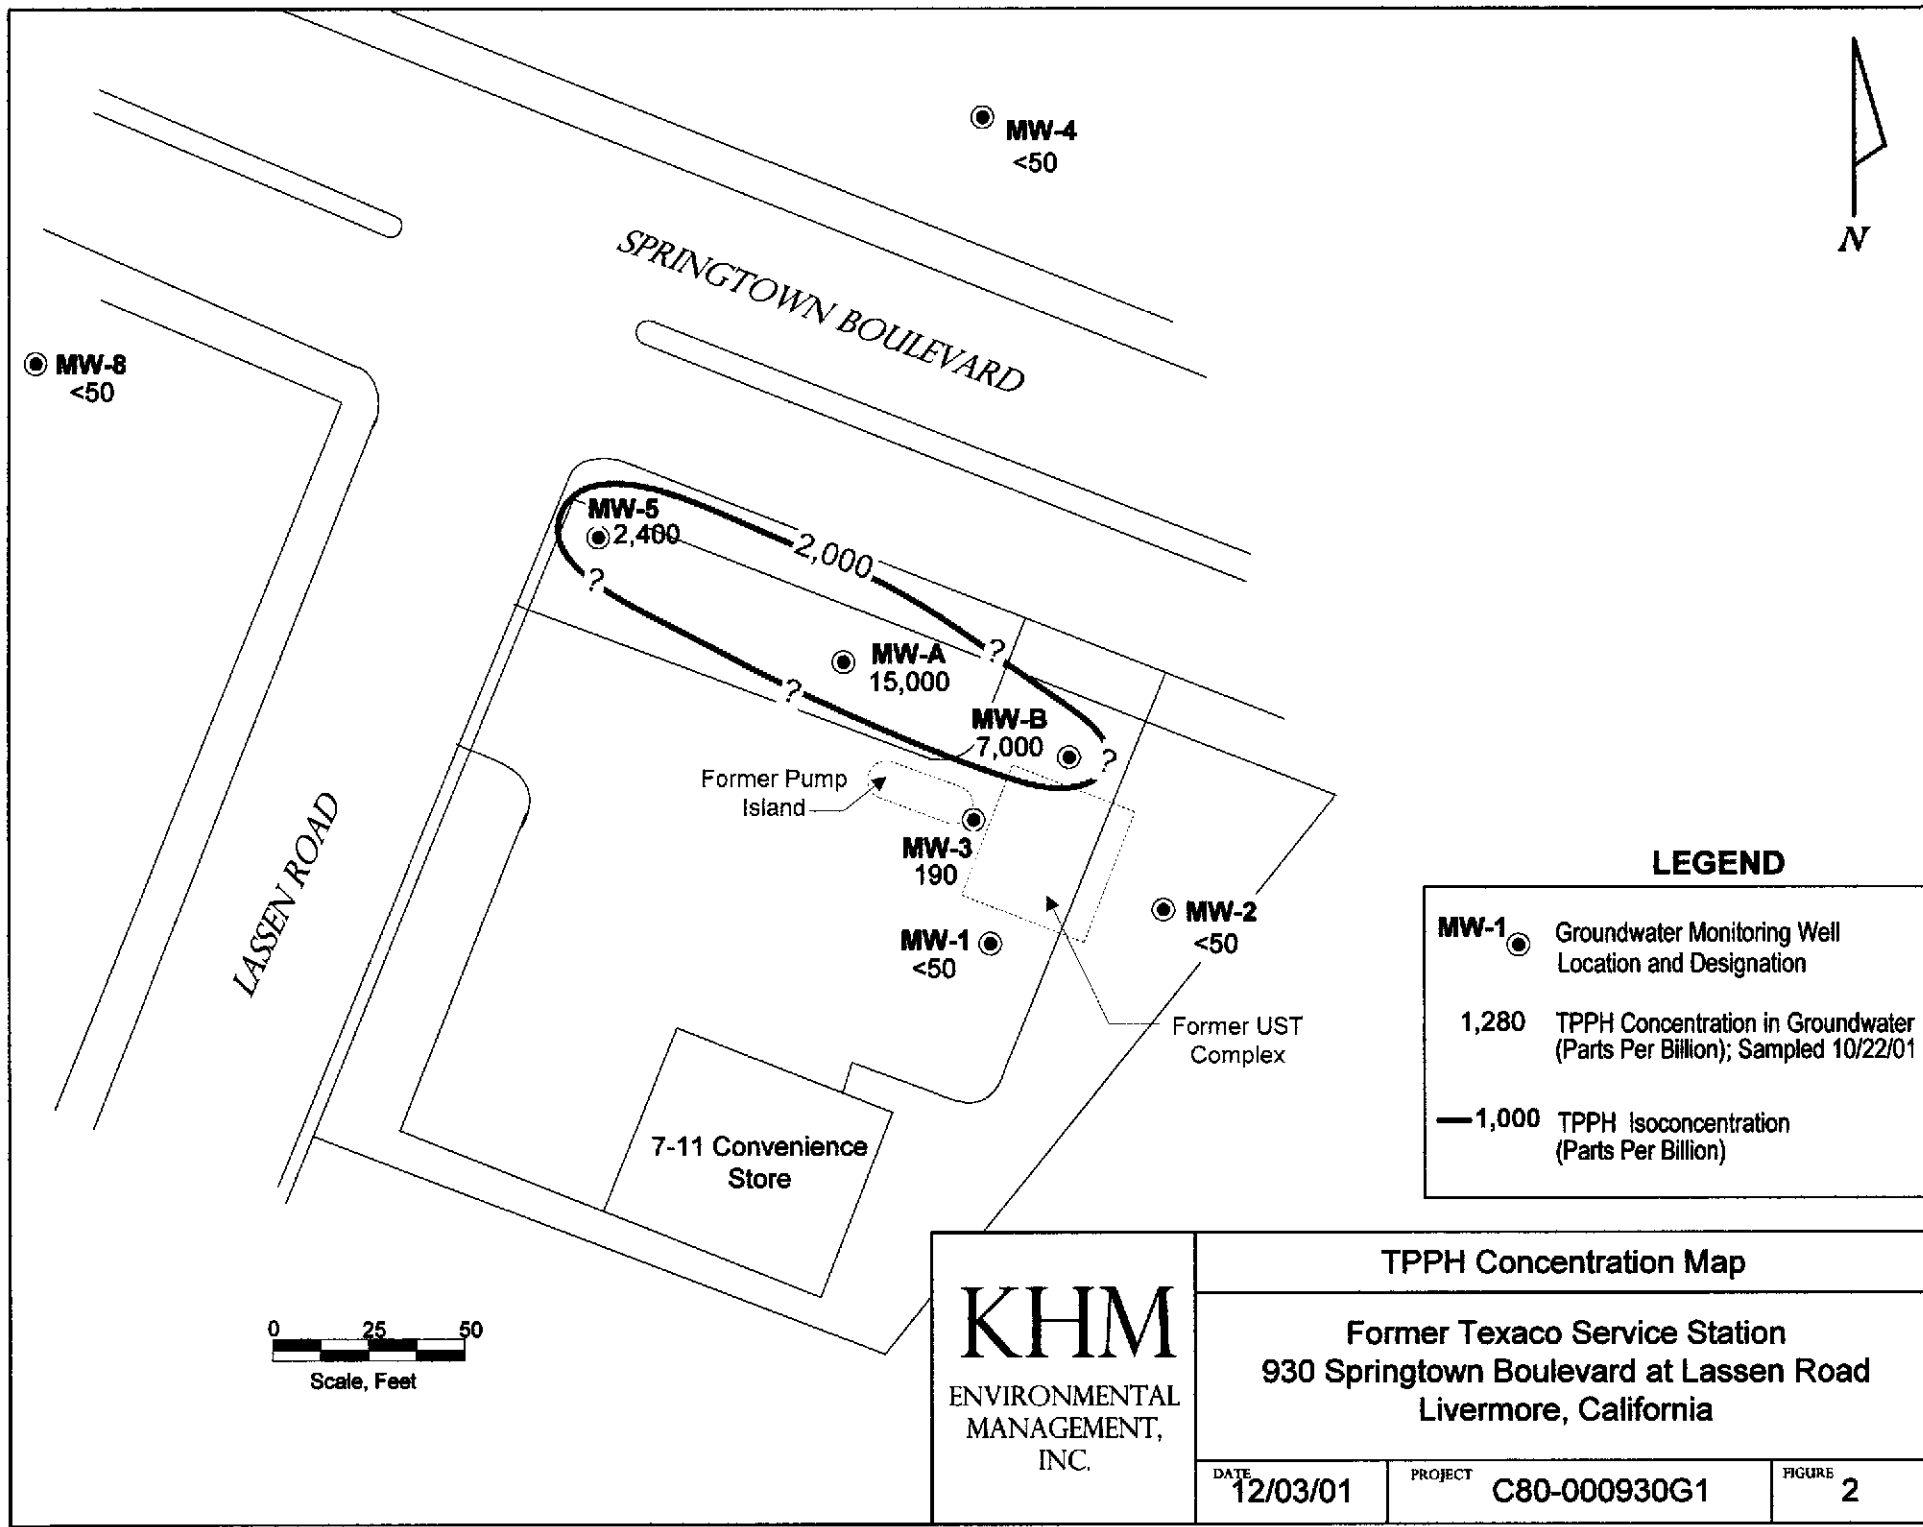 MW-4
<50
N
SPRINGTOWN BOULEVARD
MW-8
<50
MW-5
2,400
2,000
?
?
MW-A
15,000
?
MW-B
7,000
?
Former Pump
Island
MW-3
190
MW-2
<50
MW-1
<50
LASSEN ROAD
Former UST
Complex
7-11 Convenience
Store
0 25 50
Scale, Feet
LEGEND
MW-1
Groundwater Monitoring Well
Location and Designation
1,280
TPPH Concentration in Groundwater
(Parts Per Billion); Sampled 10/22/01
1,000
TPPH Isoconcentration
(Parts Per Billion)
KHM
ENVIRONMENTAL
MANAGEMENT,
INC.
TPPH Concentration Map
Former Texaco Service Station
930 Springtown Boulevard at Lassen Road
Livermore, California
DATE
12/03/01
PROJECT
C80-000930G1
FIGURE
2